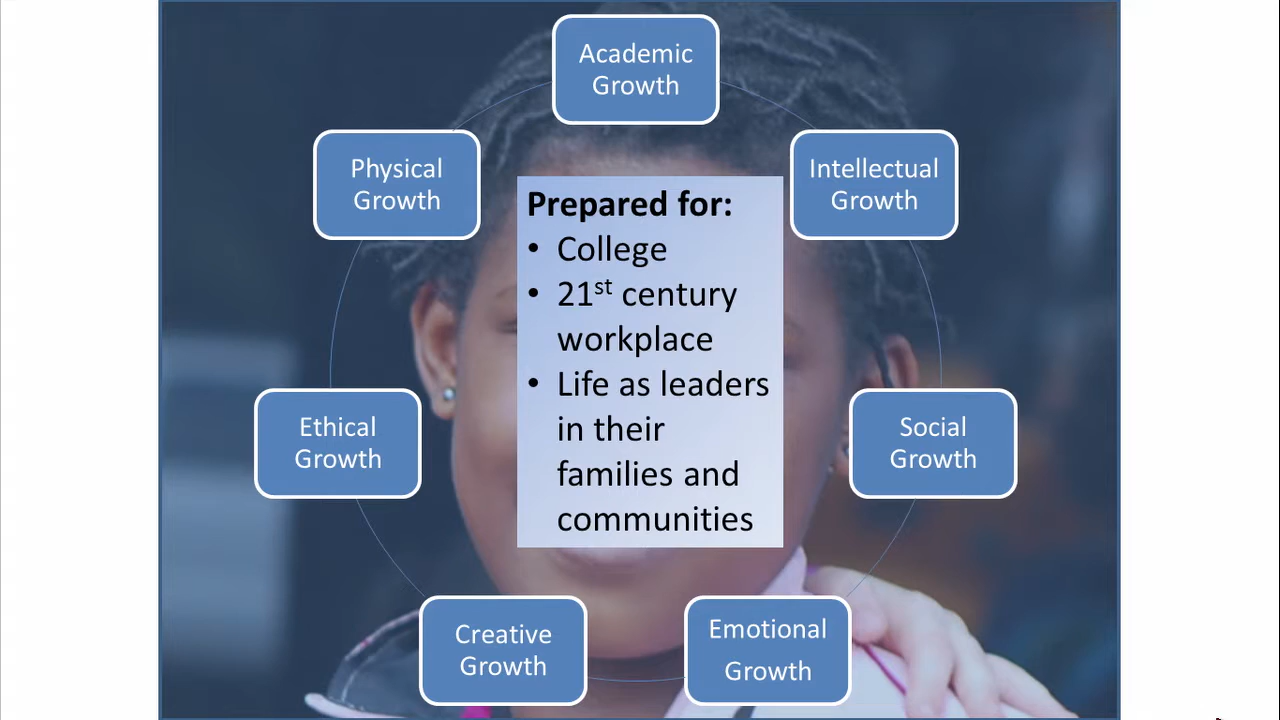 Academic
Growth
Physical
Growth
Intellectual
Growth
Prepared for:
• College
• 21st century
workplace
• Life as leaders
in their
families and
communities
Ethical
Growth
Social
Growth
Creative
Growth
Emotional
Growth